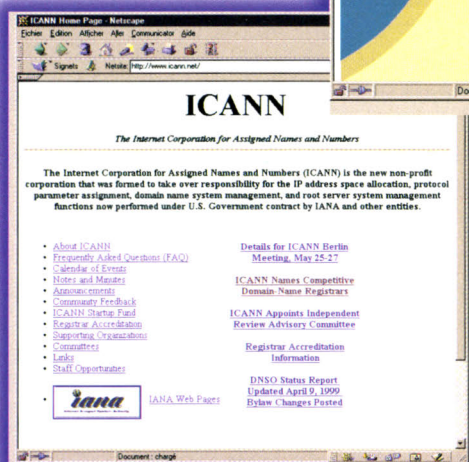 ICANN Home Page - Netscape
Fichier Edition Afficher Aller Communicator Aide
Signets Netsite: http://www.icann.net/
ICANN
The Internet Corporation for Assigned Names and Numbers
The Internet Corporation for Assigned Names and Numbers (ICANN) is the new non-profit
corporation that was formed to take over responsibility for the IP address space allocation, protocol
parameter assignment, domain name system management, and root server system management
functions now performed under U.S. Government contract by IANA and other entities.
About ICANN
Frequently Asked Questions (FAQ)
Calendar of Events
Notes and Minutes
Announcements
Community Feedback
ICANN Startup Fund
Registrar Accreditation
Supporting Organizations
Committees
Links
Staff Opportunities
iana
Internet Assigned Numbers Authority
IANA Web Pages
Details for ICANN Berlin
Meeting, May 25-27
ICANN Names Competitive
Domain-Name Registrars
ICANN Appoints Independent
Review Advisory Committee
Registrar Accreditation
Information
DNSO Status Report
Updated April 9, 1999
Bylaw Changes Posted
Document : chargé
Do